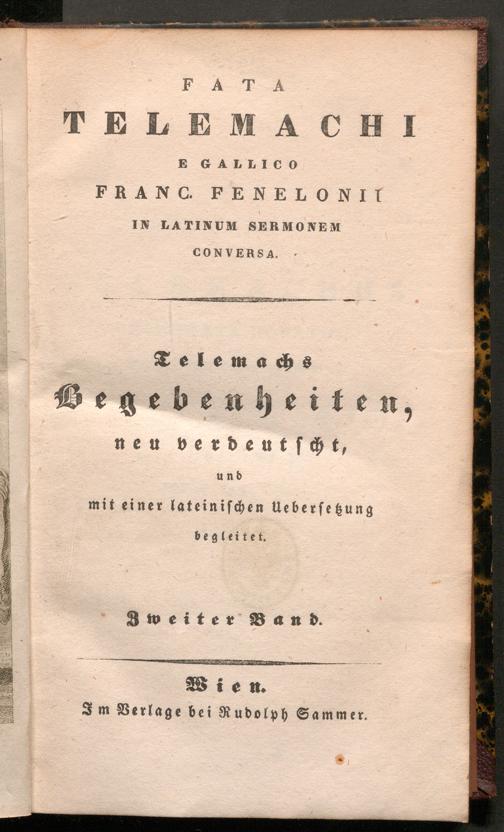 FATA
TELEMACHI
E GALLICO
FRANC. FENELONII
IN LATINUM SERMONEM
CONVERSA.
Telemachs
Begebenheiten,
neu verdeutscht,
und
mit einer lateinischen Uebersetzung
begleitet.
Zweiter Band.
Wien.
Im Verlage bei Rudolph Sammer.